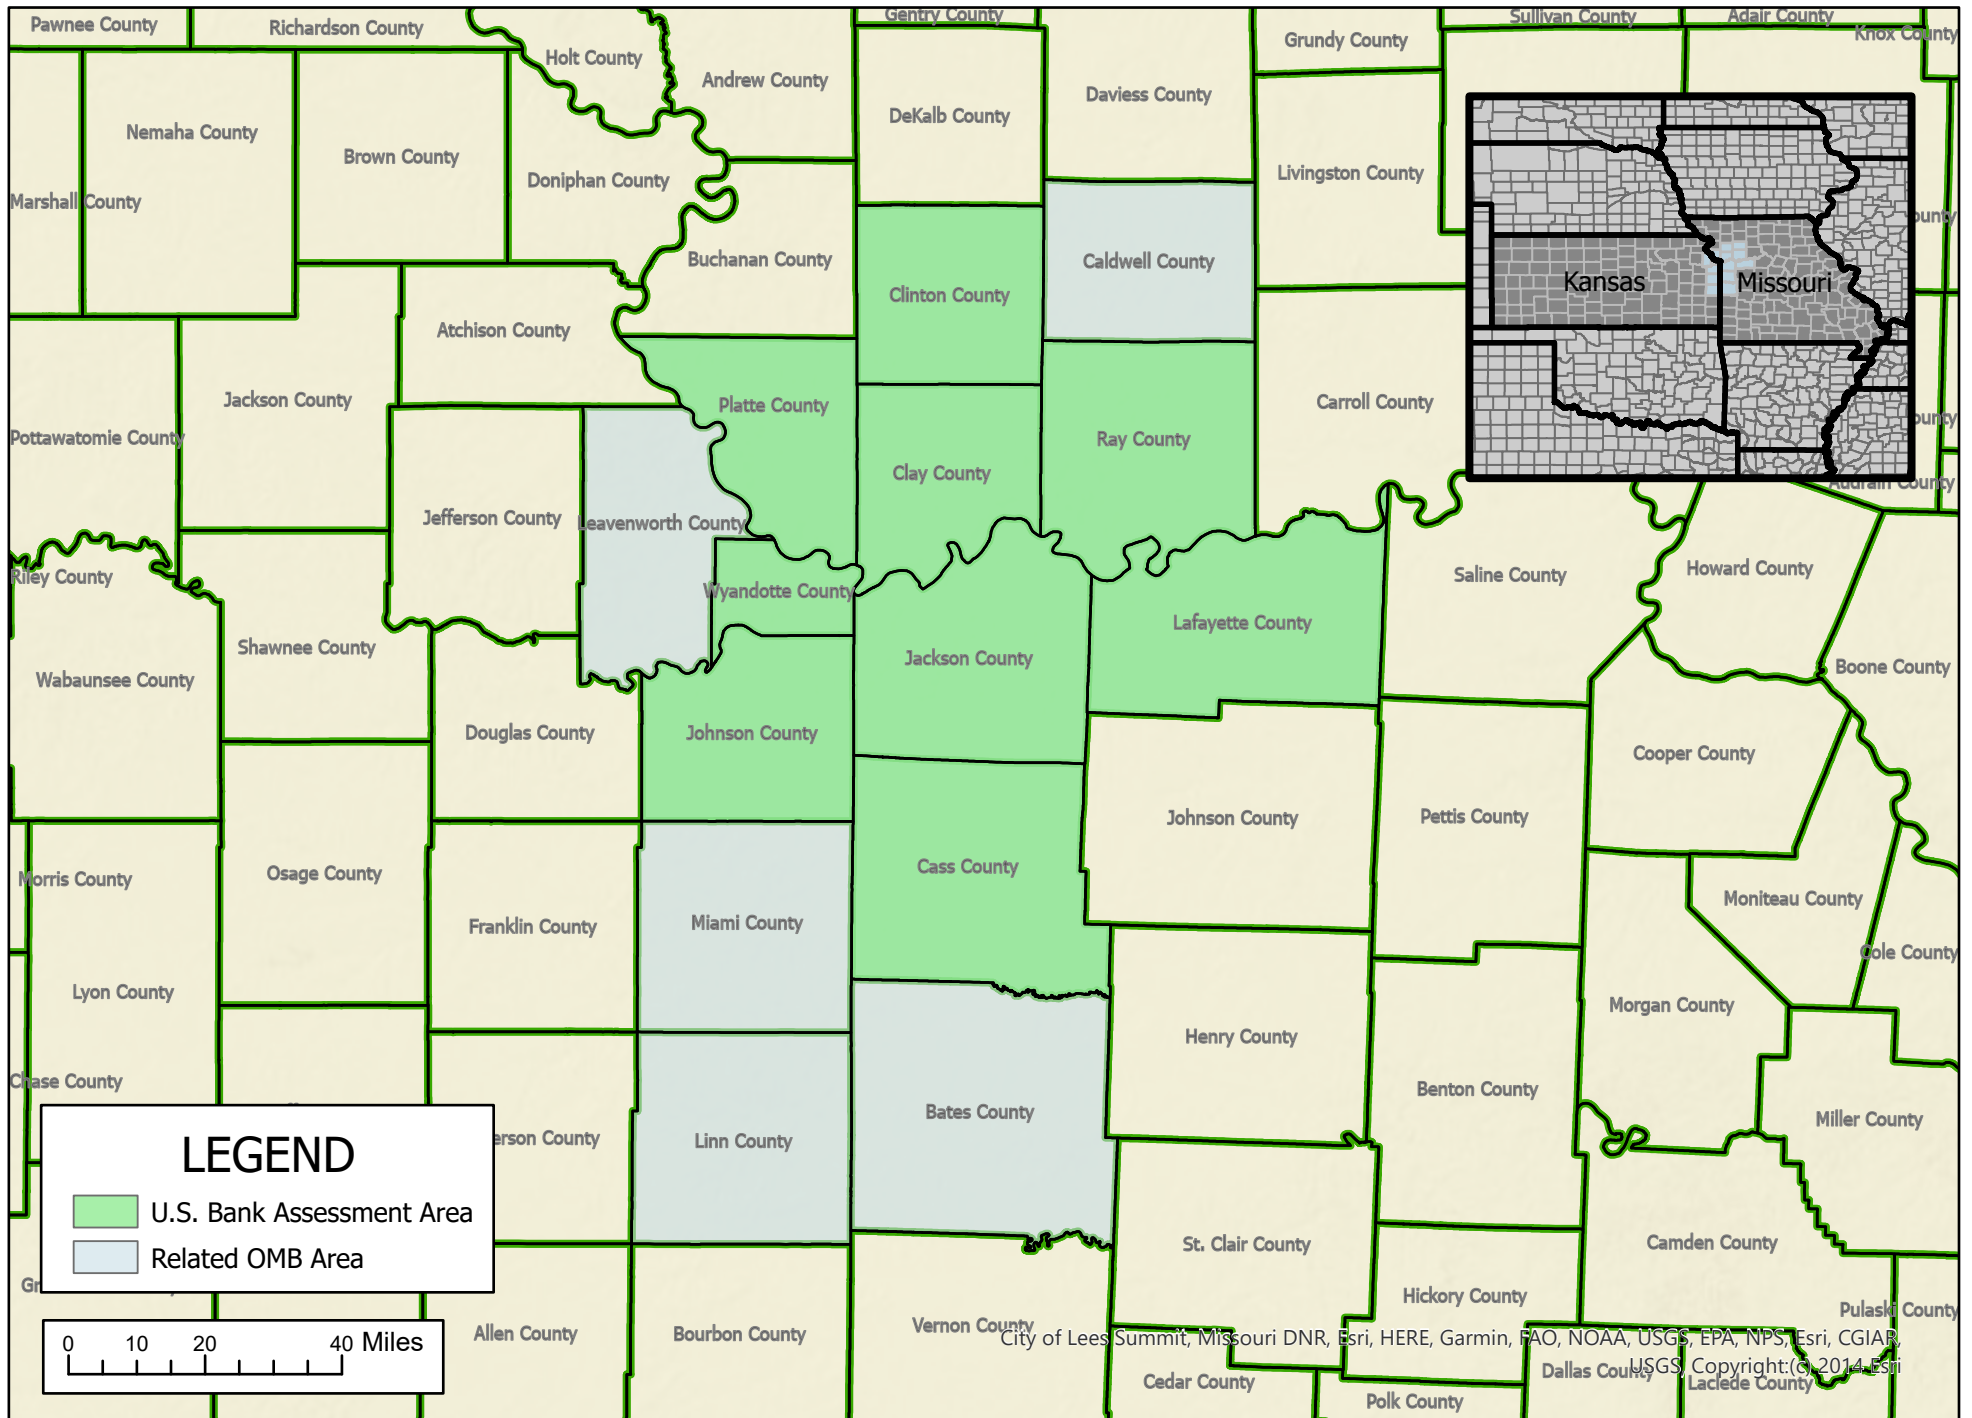 Pawnee County
Richardson County
Gentry County
Sullivan County
Adair County
Knox County
Holt County
Grundy County
Andrew County
Daviess County
DeKalb County
Nemaha County
Brown County
Doniphan County
Livingston County
Marshall County
Buchanan County
Caldwell County
Clinton County
Kansas
Missouri
Atchison County
Jackson County
Platte County
Carroll County
Pottawatomie County
Ray County
Clay County
Audrain County
Jefferson County
Leavenworth County
Riley County
Wyandotte County
Saline County
Howard County
Lafayette County
Shawnee County
Jackson County
Boone County
Wabaunsee County
Douglas County
Johnson County
Cooper County
Johnson County
Pettis County
Cass County
Osage County
Morris County
Moniteau County
Franklin County
Miami County
Cole County
Lyon County
Morgan County
Henry County
Chase County
Benton County
Bates County
Miller County
erson County
Linn County
LEGEND
U.S. Bank Assessment Area
Related OMB Area
St. Clair County
Camden County
Gr
Hickory County
Pulaski County
Allen County
Bourbon County
Vernon County
0 10 20 40 Miles
City of Lees Summit, Missouri DNR, Esri, HERE, Garmin, FAO, NOAA, USGS, EPA, NPS, Esri, CGIAR,
USGS, Copyright:(c) 2014 Esri
Dallas County
Laclede County
Cedar County
Polk County